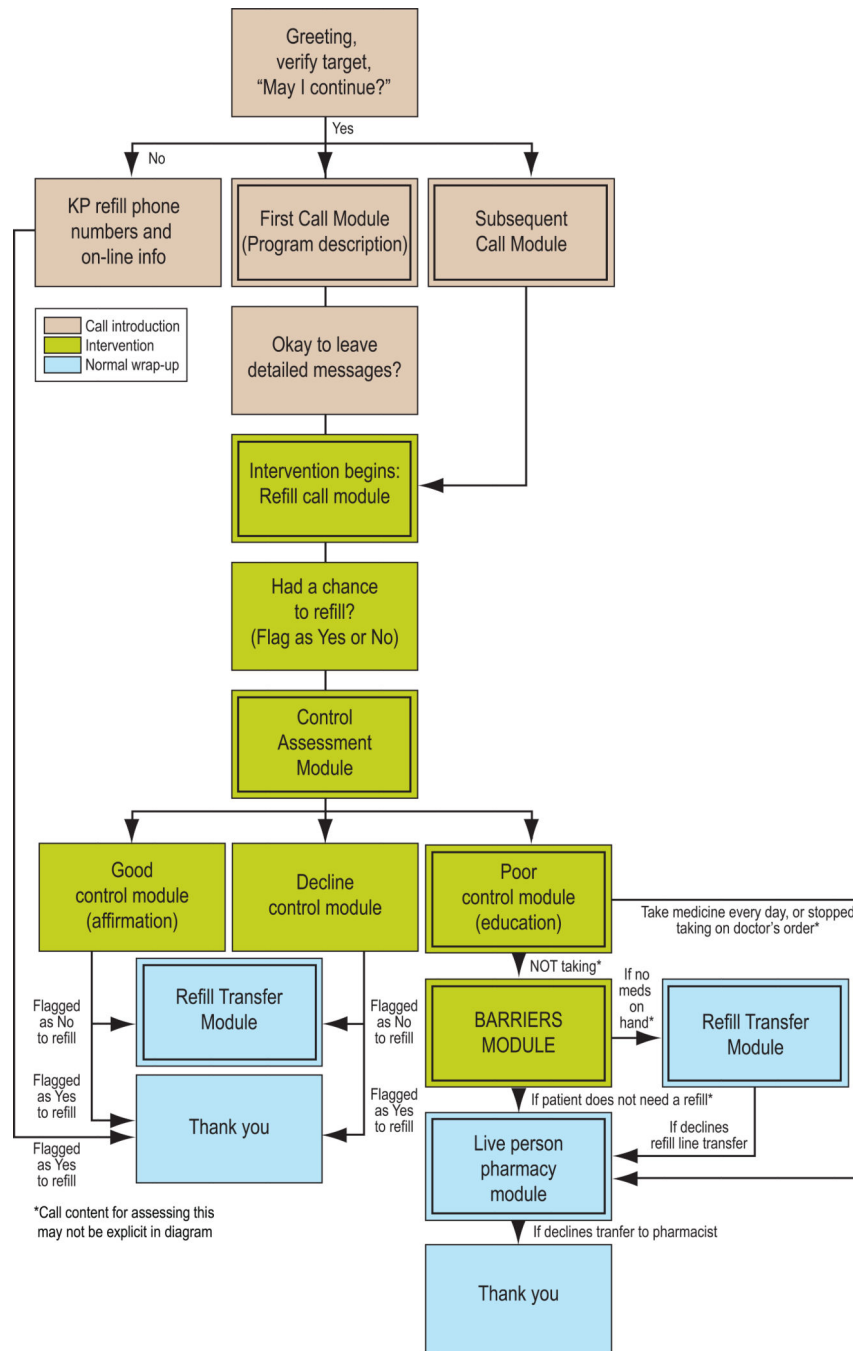 Greeting,
verify target,
“May I continue?”
Yes
No
KP refill phone
numbers and
on-line info
First Call Module
(Program description)
Subsequent
Call Module
Call introduction
Intervention
Normal wrap-up
Okay to leave
detailed messages?
Intervention begins:
Refill call module
Had a chance
to refill?
(Flag as Yes or No)
Control
Assessment
Module
Good
control module
(affirmation)
Decline
control module
Poor
control module
(education)
Take medicine every day, or stopped
taking on doctor’s order*
NOT taking*
If no
meds
on
hand*
Flagged
as No
to refill
Refill Transfer
Module
Flagged
as No
to refill
BARRIERS
MODULE
Refill Transfer
Module
Flagged
as Yes
to refill
Thank you
Flagged
as Yes
to refill
If patient does not need a refill*
Flagged
as Yes
to refill
Live person
pharmacy
module
If declines
refill line transfer
*Call content for assessing this
may not be explicit in diagram
If declines tranfer to pharmacist
Thank you